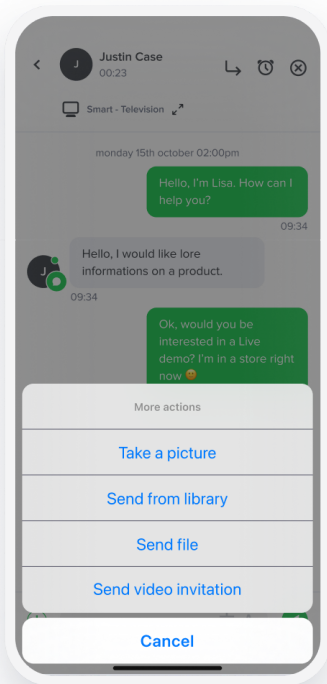 J
Justin Case
00:23
Smart - Television
monday 15th october 02:00pm
Hello, I'm Lisa. How can I
help you?
09:34
Hello, I would like lore
informations on a product.
J
09:34
Ok, would you be
interested in a Live
demo? I'm in a store right
now
More actions
Take a picture
Send from library
Send file
Send video invitation
Cancel